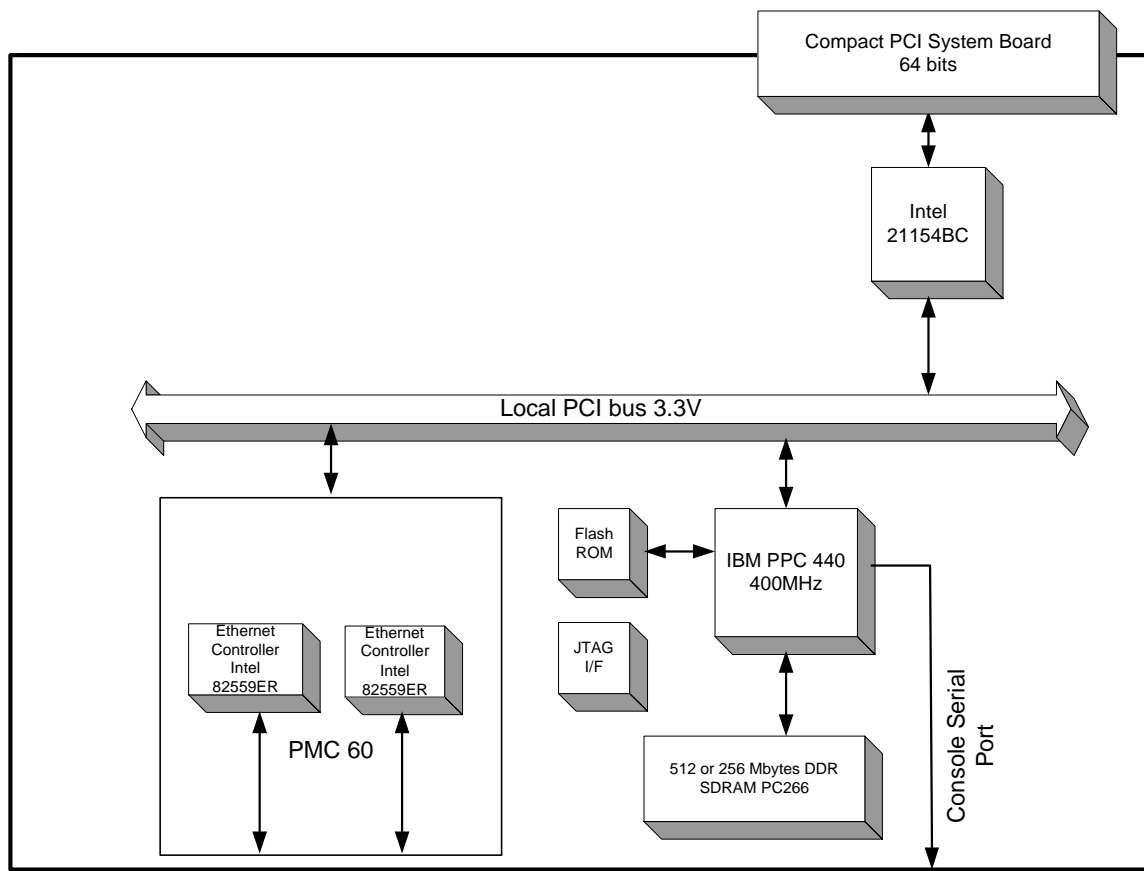 Compact PCI System Board
64 bits
Intel
21154BC
Local PCI bus 3.3V
Flash
ROM
IBM PPC 440
400MHz
Ethernet
Controller
Intel
82559ER
Ethernet
Controller
Intel
82559ER
JTAG
I/F
PMC 60
512 or 256 Mbytes DDR
SDRAM PC266
Console Serial
Port